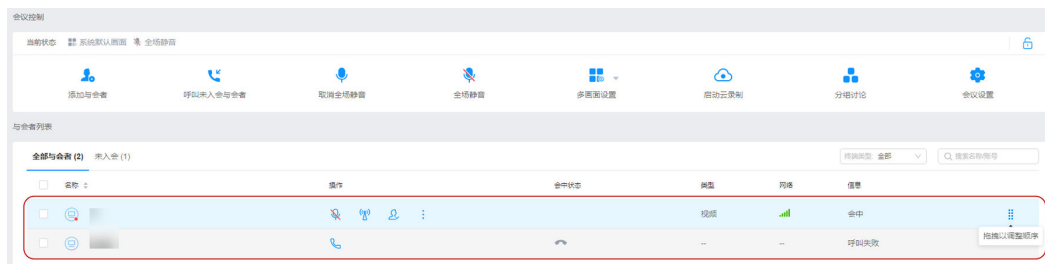 会议控制
当前状态 系统默认画面 全场静音
添加与会者 呼叫未入会与会者 取消全场静音 全场静音 多画面设置 启动云录制 分组讨论 会议设置
与会者列表
全部与会者 (2) 未入会 (1) 终端类型: 全部 搜索名称/账号
名称 操作 会中状态 类型 网络 信息
视频 会中
-- -- 呼叫失败
拖拽以调整顺序